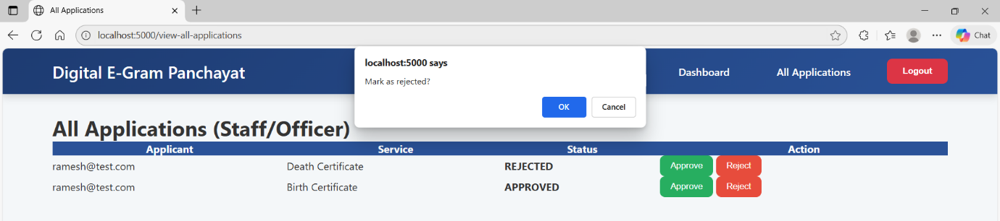 All Applications
localhost:5000/view-all-applications
Chat
localhost:5000 says
Mark as rejected?
OK Cancel
Digital E-Gram Panchayat Dashboard All Applications Logout
All Applications (Staff/Officer)
Applicant Service Status Action
ramesh@test.com Death Certificate REJECTED Approve Reject
ramesh@test.com Birth Certificate APPROVED Approve Reject